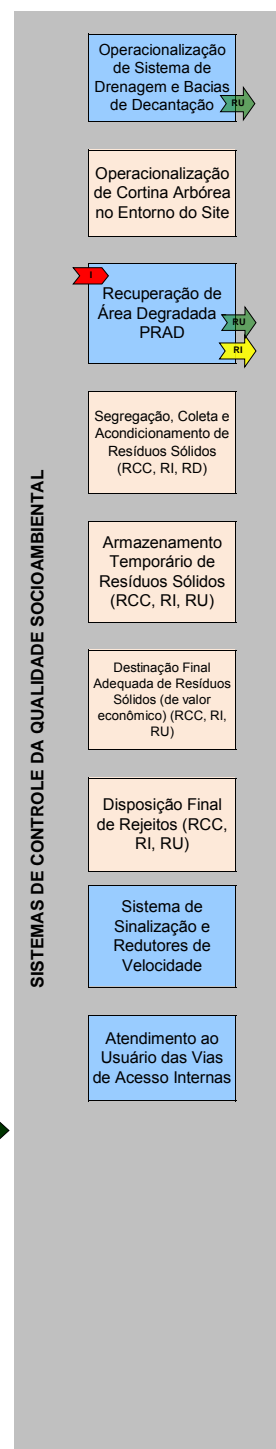 SISTEMAS DE CONTROLE DA QUALIDADE SOCIOAMBIENTAL
Operacionalização
de Sistema de
Drenagem e Bacias
de Decantação
RU
Operacionalização
de Cortina Arbórea
no Entorno do Site
I
Recuperação de
Área Degradada -
PRAD
RU
RI
Segregação, Coleta e
Acondicionamento de
Resíduos Sólidos
(RCC, RI, RD)
Armazenamento
Temporário de
Resíduos Sólidos
(RCC, RI, RU)
Destinação Final
Adequada de Resíduos
Sólidos (de valor
econômico) (RCC, RI,
RU)
Disposição Final
de Rejeitos (RCC,
RI, RU)
Sistema de
Sinalização e
Redutores de
Velocidade
Atendimento ao
Usuário das Vias
de Acesso Internas